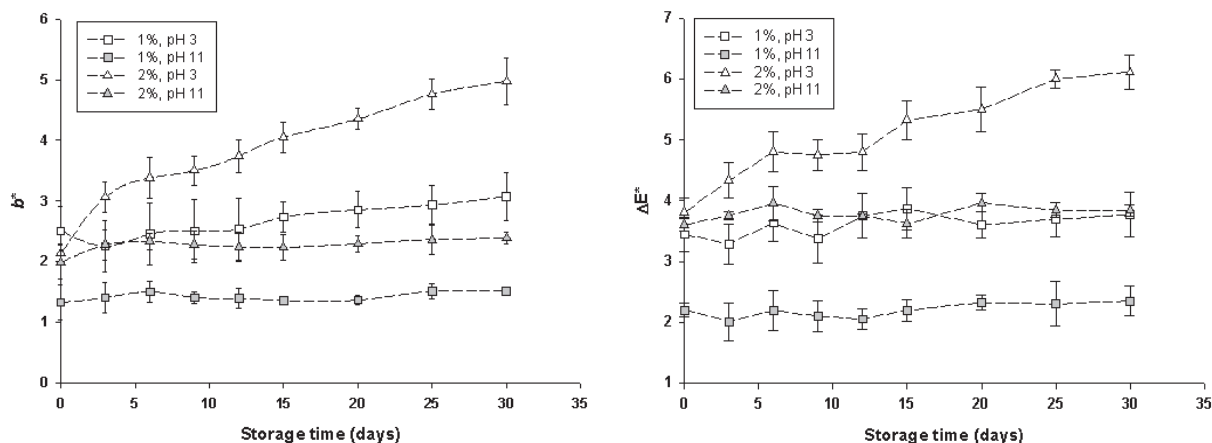 6
5
4
3
2
1
0
b*
1%, pH 3
1%, pH 11
2%, pH 3
2%, pH 11
0 5 10 15 20 25 30 35
Storage time (days)
7
6
5
4
3
2
1
ΔE*
1%, pH 3
1%, pH 11
2%, pH 3
2%, pH 11
0 5 10 15 20 25 30 35
Storage time (days)